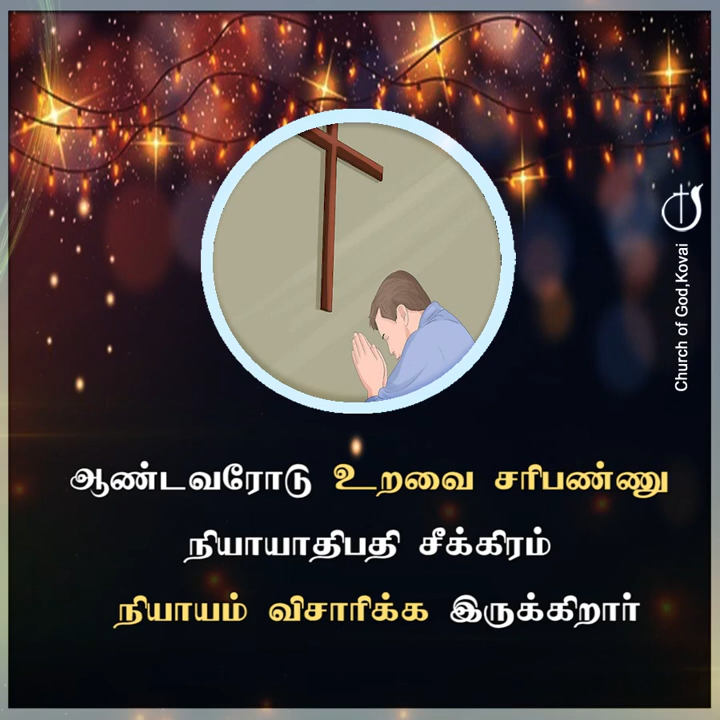 Church of God,Kovai
ஆண்டவரோடு உறவை சரிபண்ணு
நியாயாதிபதி சீக்கிரம்
நியாயம் விசாரிக்க இருக்கிறார்